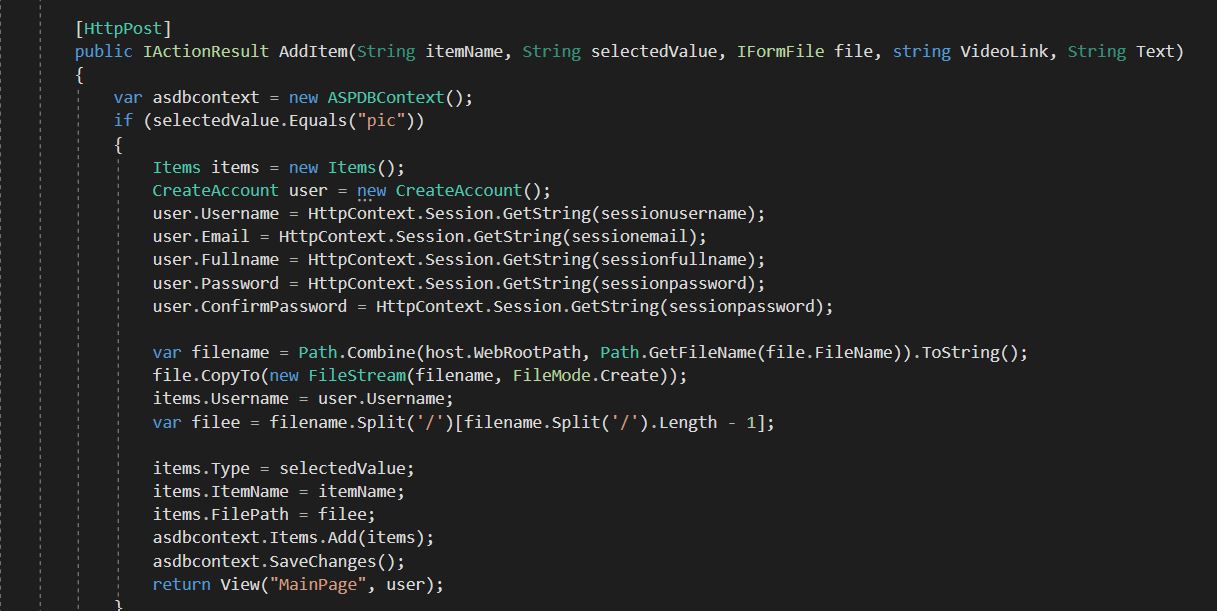 [HttpPost]
public IActionResult AddItem(String itemName, String selectedValue, IFormFile file, string VideoLink, String Text)
{
var asdbcontext = new ASPDBContext();
if (selectedValue.Equals("pic"))
{
Items items = new Items();
CreateAccount user = new CreateAccount();
user.Username = HttpContext.Session.GetString(sessionusername);
user.Email = HttpContext.Session.GetString(sessionemail);
user.Fullname = HttpContext.Session.GetString(sessionfullname);
user.Password = HttpContext.Session.GetString(sessionpassword);
user.ConfirmPassword = HttpContext.Session.GetString(sessionpassword);
var filename = Path.Combine(host.WebRootPath, Path.GetFileName(file.FileName)).ToString();
file.CopyTo(new FileStream(filename, FileMode.Create));
items.Username = user.Username;
var filee = filename.Split('/')[filename.Split('/').Length - 1];
items.Type = selectedValue;
items.ItemName = itemName;
items.FilePath = filee;
asdbcontext.Items.Add(items);
asdbcontext.SaveChanges();
return View("MainPage", user);
}